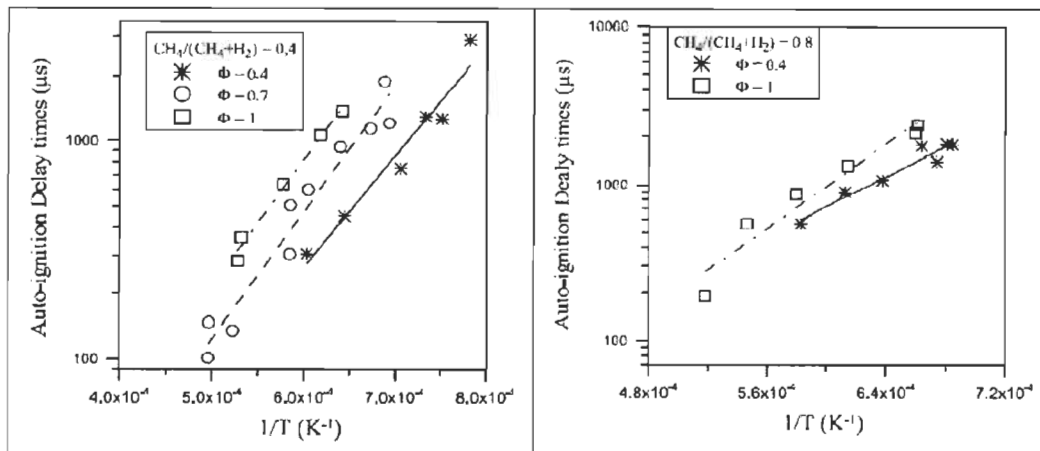 CH₄/(CH₄+H₂) = 0,4
Φ = 0.4
Φ = 0.7
Φ = 1
1000
100
Auto-ignition Delay times (µs)
4.0x10⁻⁴ 5.0x10⁻⁴ 6.0x10⁻⁴ 7.0x10⁻⁴ 8.0x10⁻⁴
1/T (K⁻¹)
CH₄/(CH₄+H₂) = 0.8
Φ = 0.4
Φ = 1
10000
1000
100
Auto-ignition Dealy times (µs)
4.8x10⁻⁴ 5.6x10⁻⁴ 6.4x10⁻⁴ 7.2x10⁻⁴
1/T (K⁻¹)